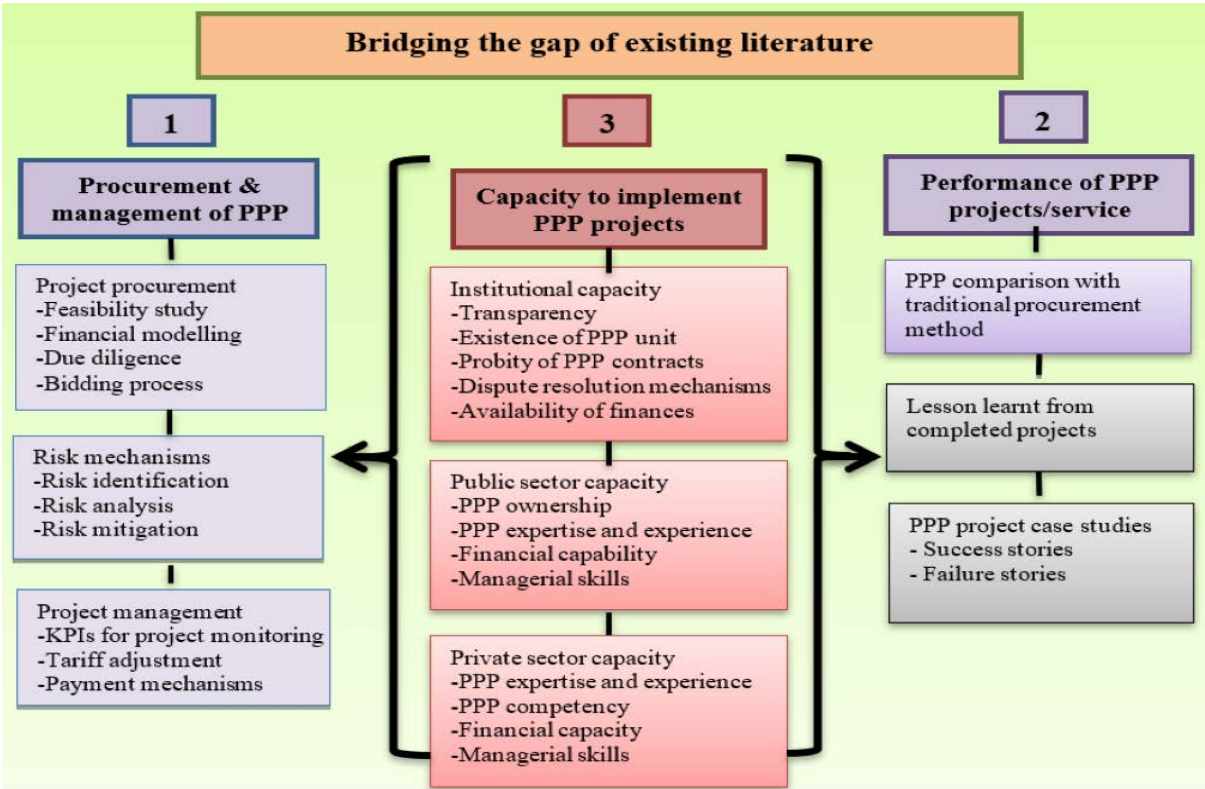 Bridging the gap of existing literature
1
Procurement &
management of PPP
Project procurement
-Feasibility study
-Financial modelling
-Due diligence
-Bidding process
Risk mechanisms
-Risk identification
-Risk analysis
-Risk mitigation
Project management
-KPIs for project monitoring
-Tariff adjustment
-Payment mechanisms
3
Capacity to implement
PPP projects
Institutional capacity
-Transparency
-Existence of PPP unit
-Probity of PPP contracts
-Dispute resolution mechanisms
-Availability of finances
Public sector capacity
-PPP ownership
-PPP expertise and experience
-Financial capability
-Managerial skills
Private sector capacity
-PPP expertise and experience
-PPP competency
-Financial capacity
-Managerial skills
2
Performance of PPP
projects/service
PPP comparison with
traditional procurement
method
Lesson learnt from
completed projects
PPP project case studies
- Success stories
- Failure stories